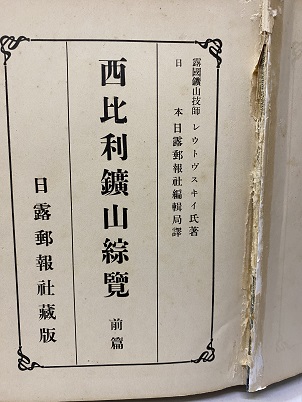 露國鑛山技師 レウトヴスキイ氏著
日本 日露郵報社編輯局譯
西比利鑛山綜覽 前篇
日露郵報社藏版